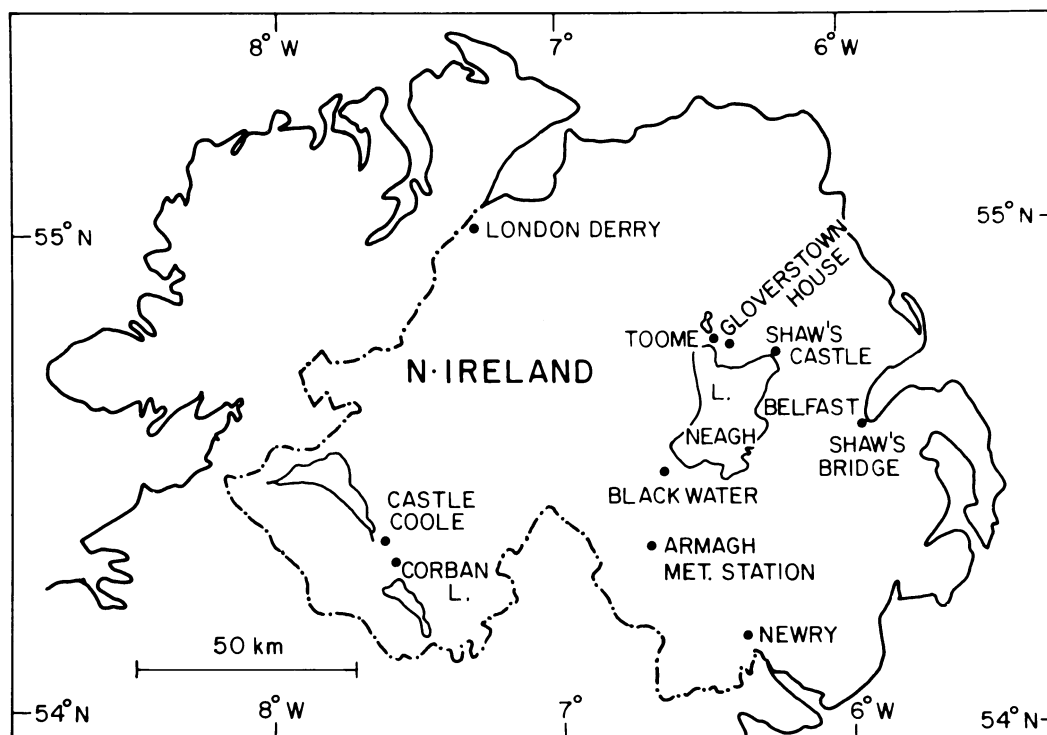 8° W
7°
6° W
55° N
55° N
LONDON DERRY
GLOVERSTOWN
HOUSE
TOOME
SHAW'S
CASTLE
N·IRELAND
L.
NEAGH
BELFAST
SHAW'S
BRIDGE
BLACKWATER
CASTLE
COOLE
CORBAN
L.
ARMAGH
MET. STATION
50 km
NEWRY
54° N
8° W
7°
6° W
54° N